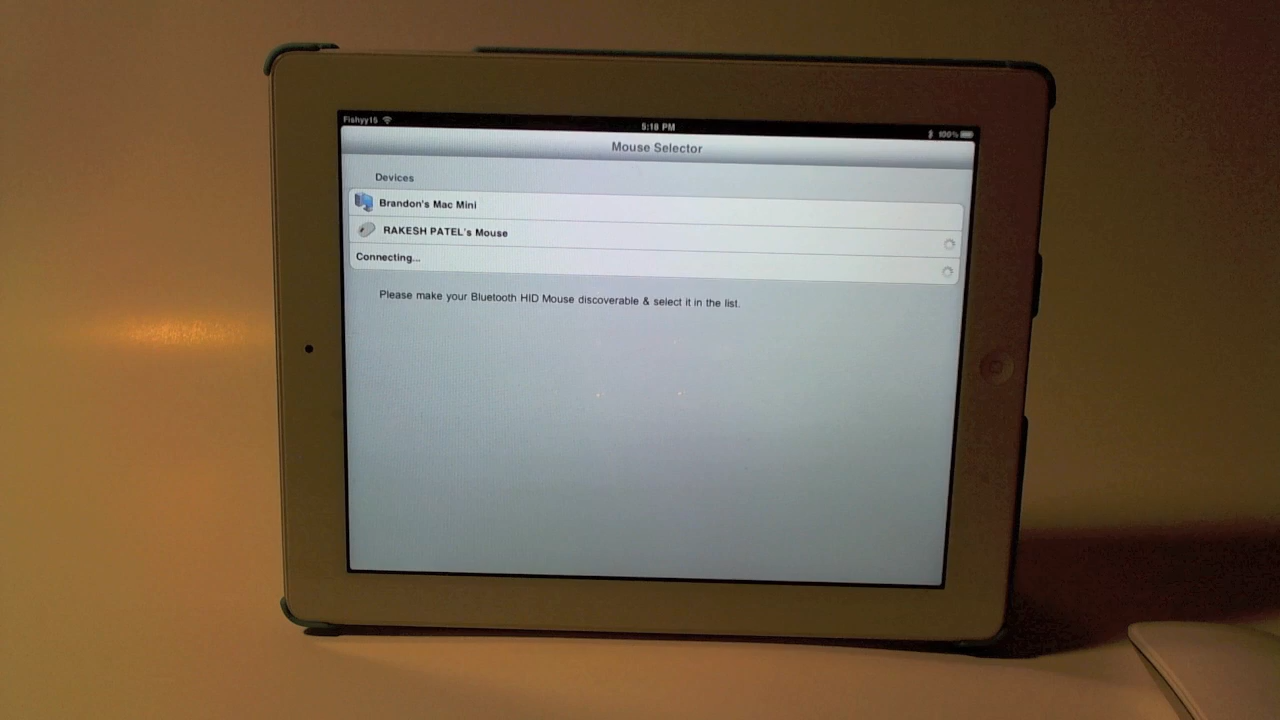 Fishyy15
5:18 PM
100%
Mouse Selector
Devices
Brandon's Mac Mini
RAKESH PATEL's Mouse
Connecting...
Please make your Bluetooth HID Mouse discoverable & select it in the list.